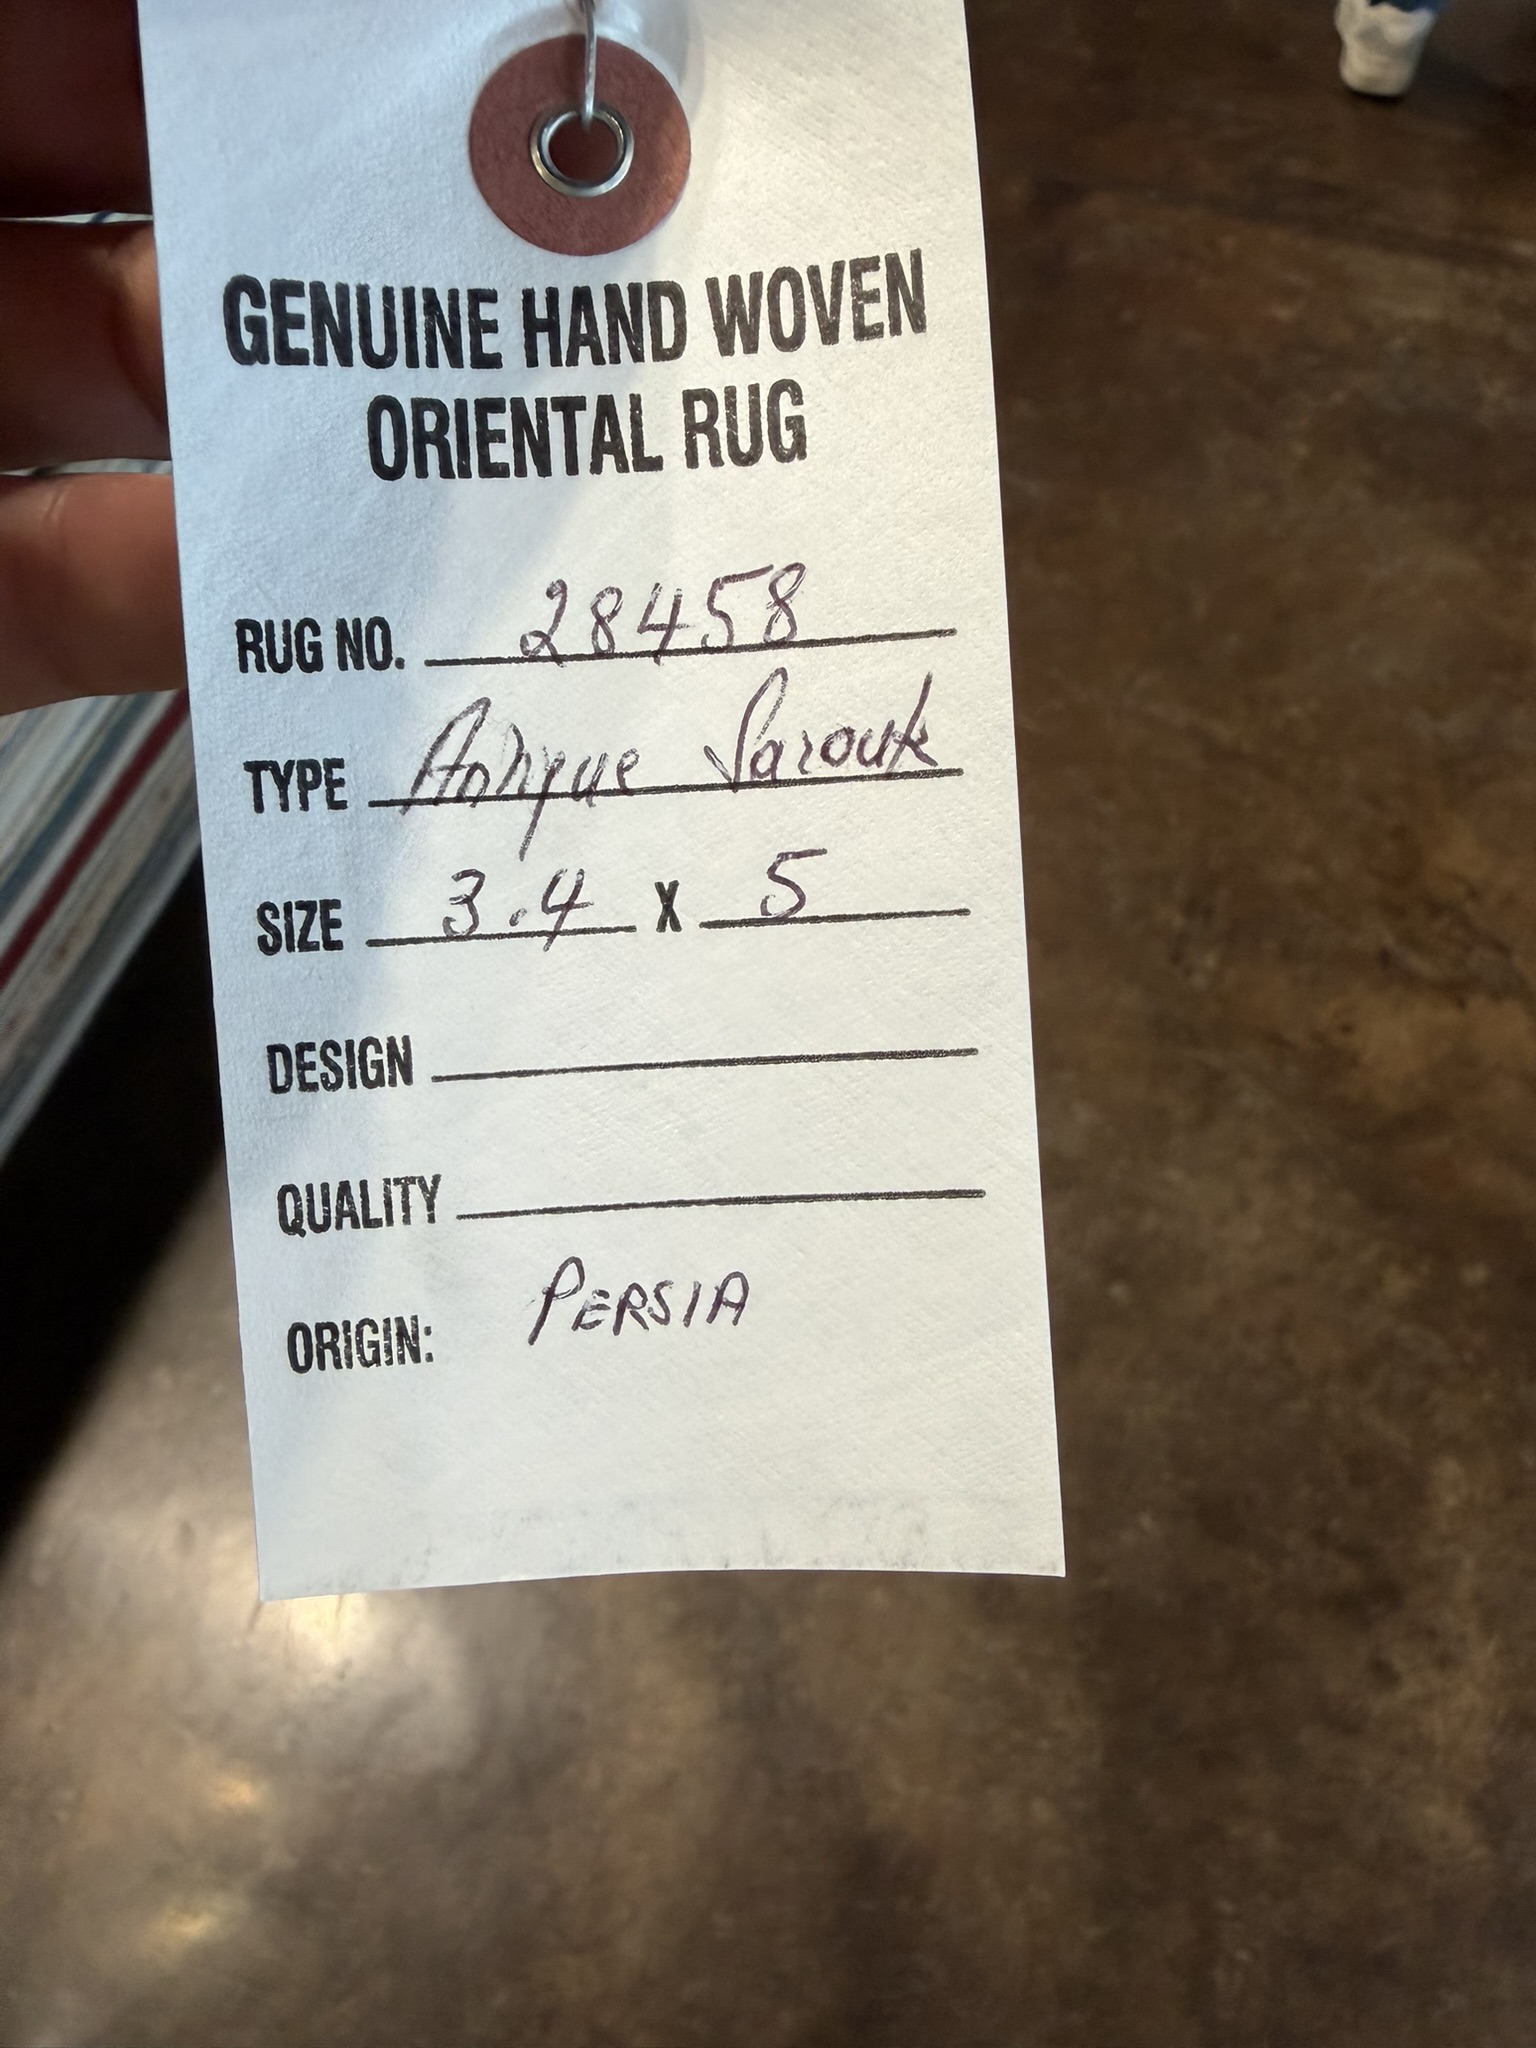 GENUINE HAND WOVEN
ORIENTAL RUG
RUG NO. 28458
TYPE Antique Sarouk
SIZE 3.4 X 5
DESIGN
QUALITY
ORIGIN: PERSIA